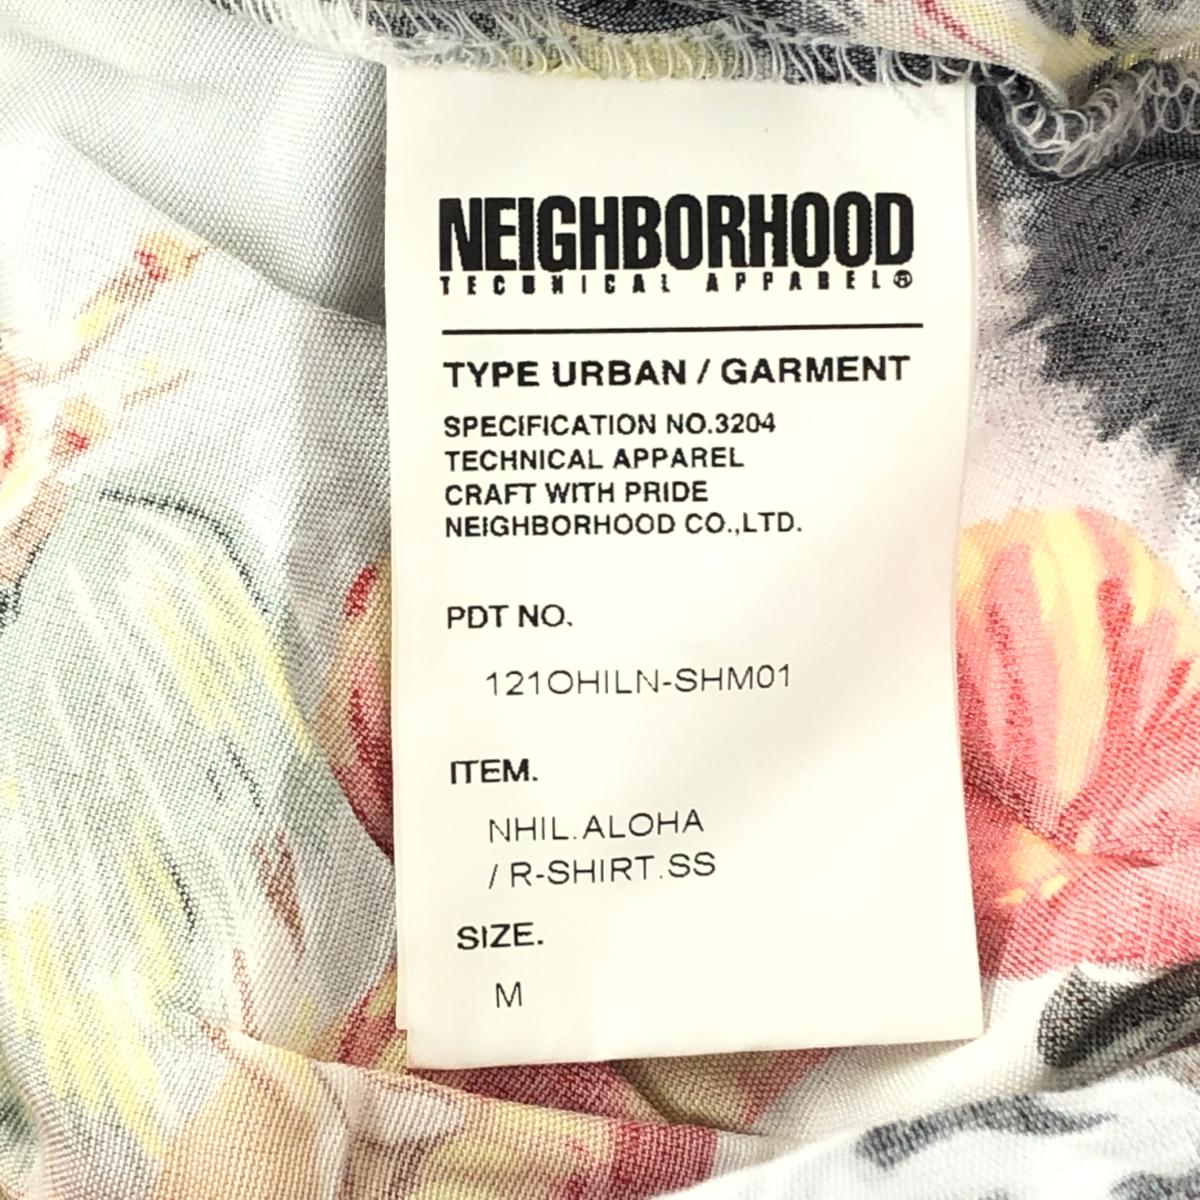 NEIGHBORHOOD
TECHNICAL APPAREL®
TYPE URBAN / GARMENT
SPECIFICATION NO.3204
TECHNICAL APPAREL
CRAFT WITH PRIDE
NEIGHBORHOOD CO.,LTD.
PDT NO.
121OHILN-SHM01
ITEM.
NHIL.ALOHA
/ R-SHIRT.SS
SIZE.
M